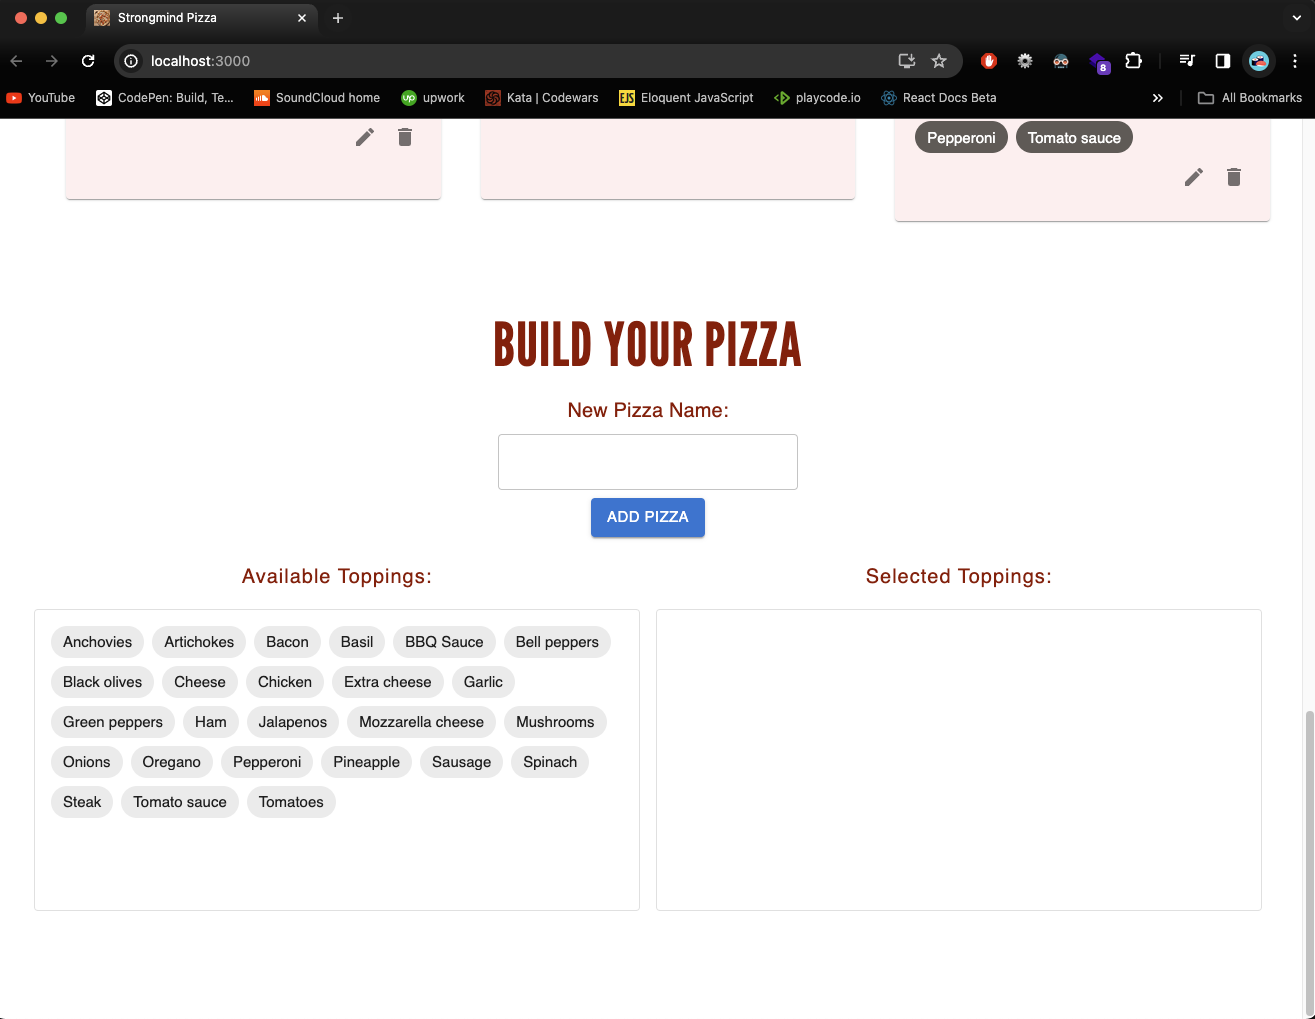 Strongmind Pizza
localhost:3000
8
YouTube CodePen: Build, Te... SoundCloud home up upwork Kata | Codewars EJS Eloquent JavaScript playcode.io React Docs Beta All Bookmarks
Pepperoni Tomato sauce
BUILD YOUR PIZZA
New Pizza Name:
ADD PIZZA
Available Toppings:
Anchovies Artichokes Bacon Basil BBQ Sauce Bell peppers
Black olives Cheese Chicken Extra cheese Garlic
Green peppers Ham Jalapenos Mozzarella cheese Mushrooms
Onions Oregano Pepperoni Pineapple Sausage Spinach
Steak Tomato sauce Tomatoes
Selected Toppings: